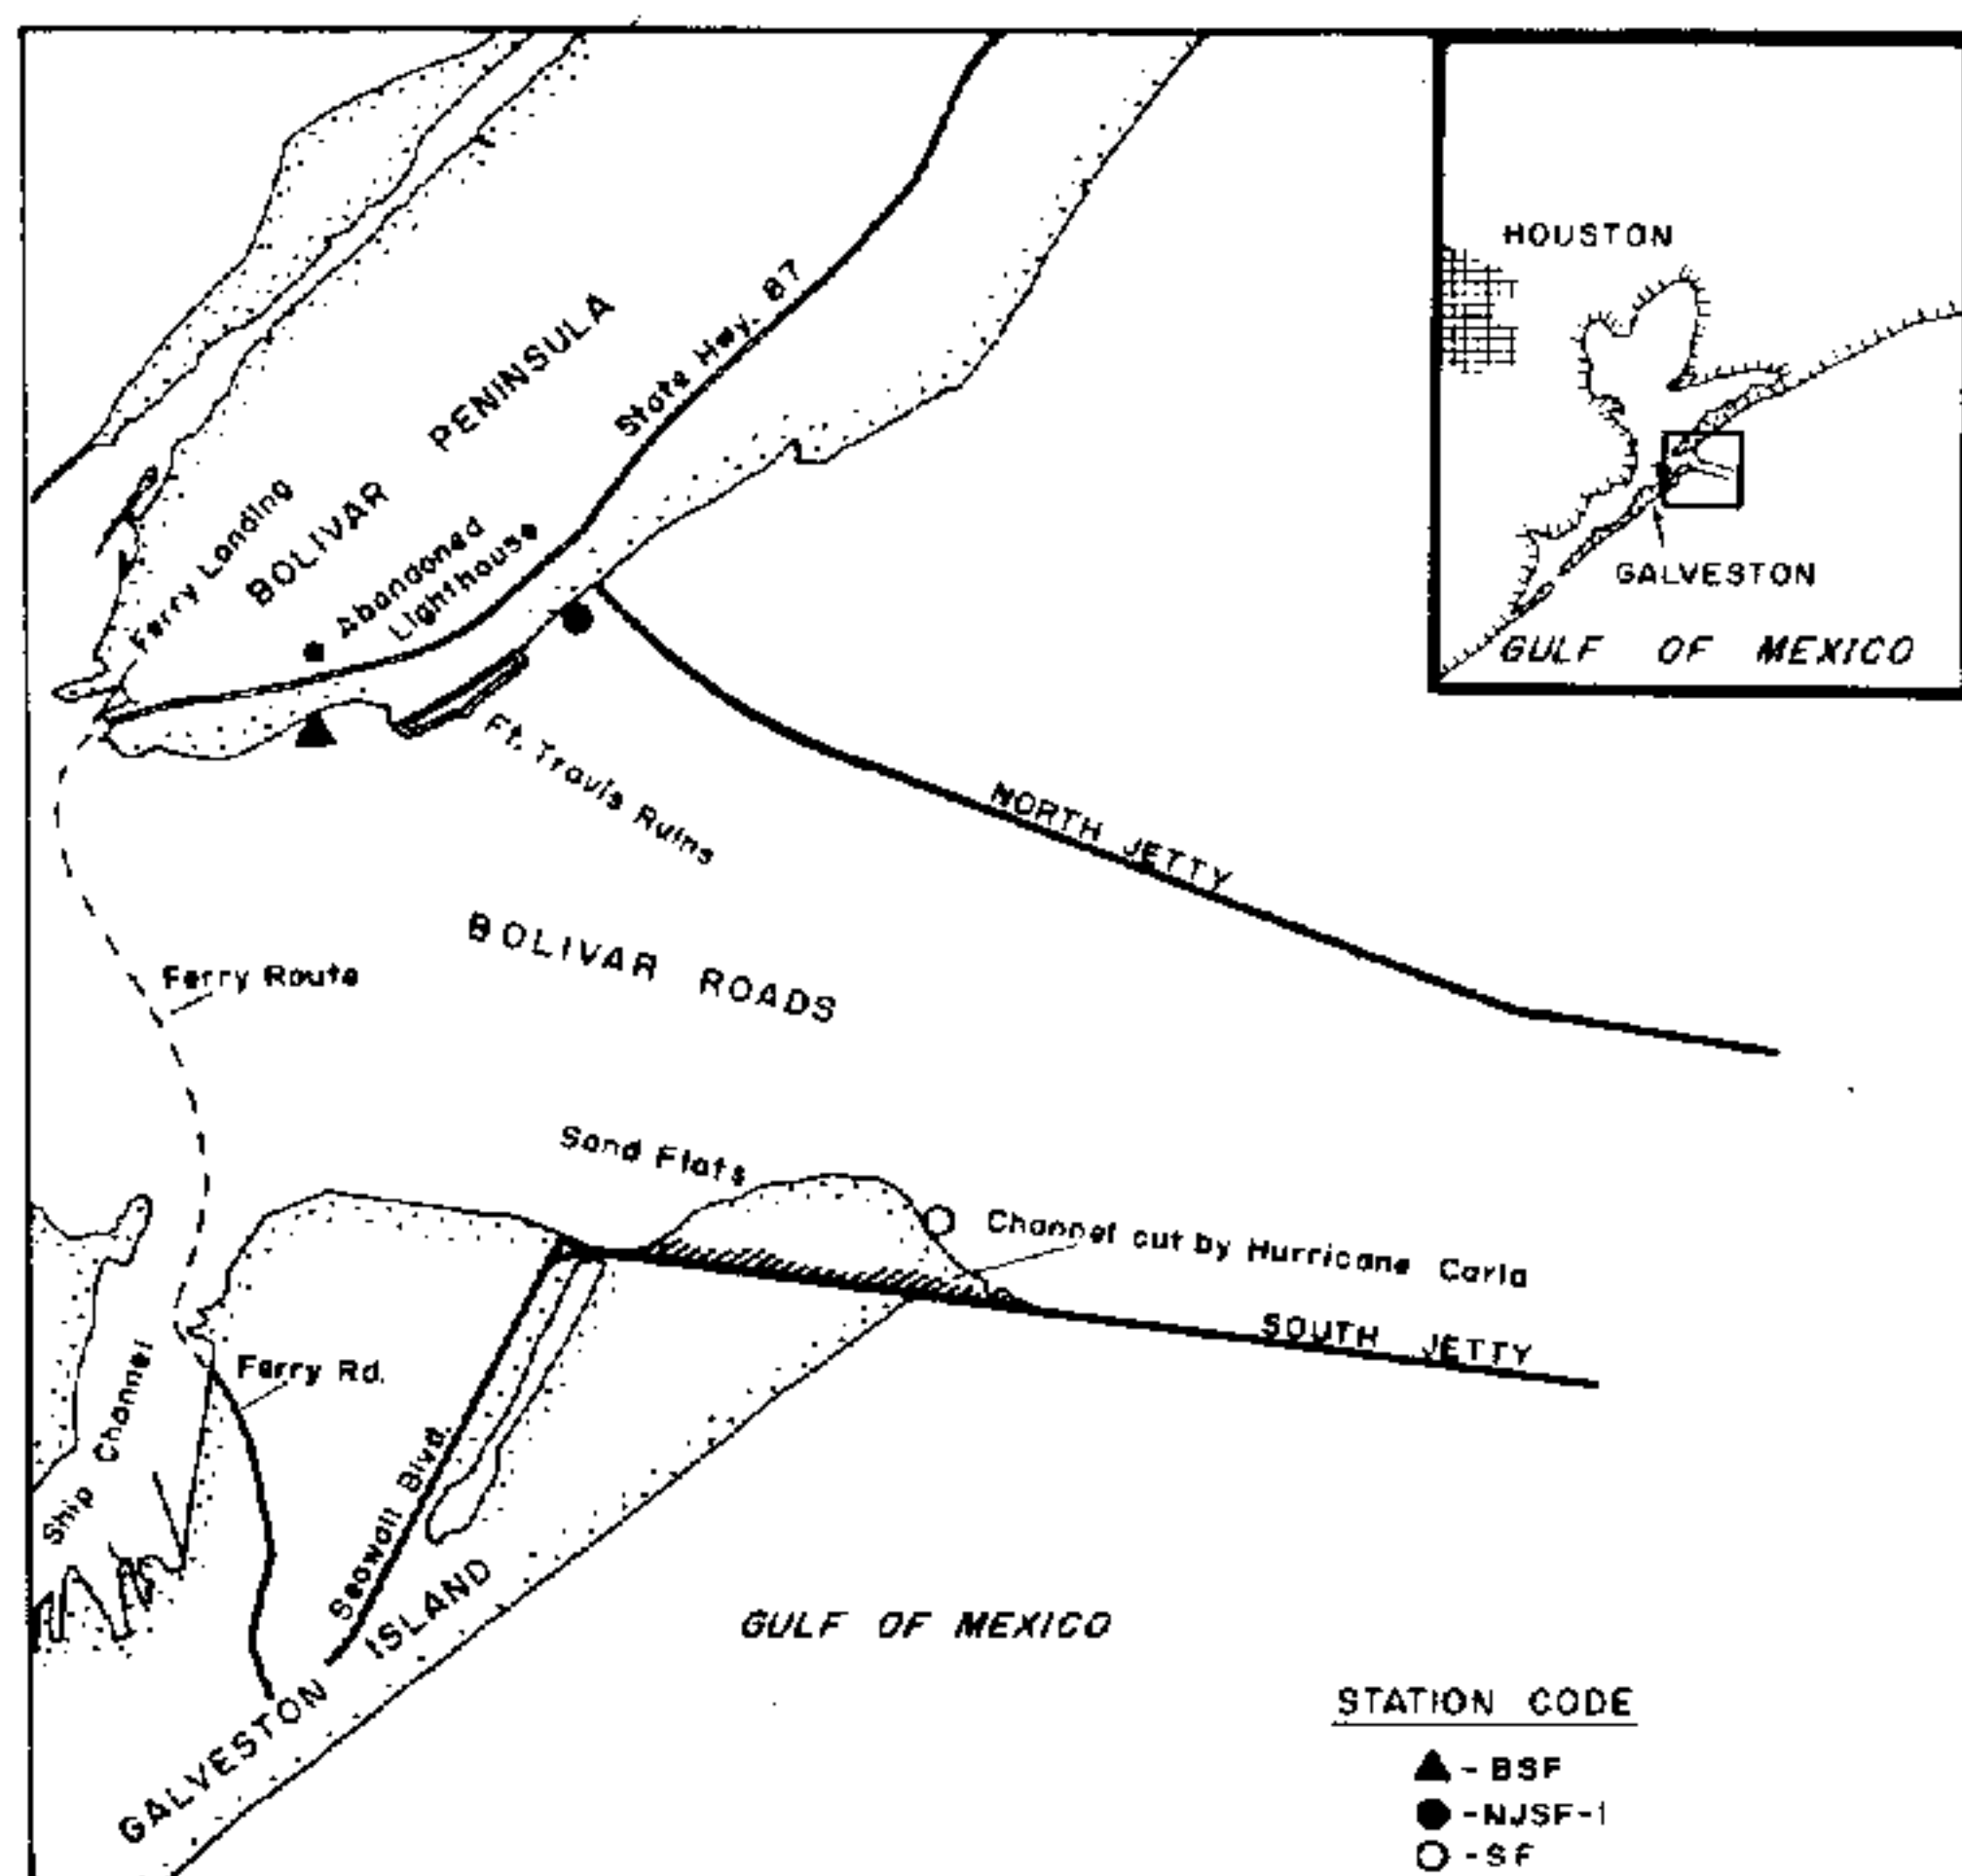 HOUSTON
GALVESTON
GULF OF MEXICO
State Hwy. 87
BOLIVAR PENINSULA
Ferry Landing
Abandoned
Lighthouse
Ft. Travis Ruins
NORTH JETTY
BOLIVAR ROADS
Ferry Route
Sand Flats
Channel cut by Hurricane Carla
SOUTH JETTY
Ferry Rd.
Ship Channel
Seawall Blvd.
GALVESTON ISLAND
GULF OF MEXICO
STATION CODE
▲ - BSF
● - NJSF-1
○ - SF